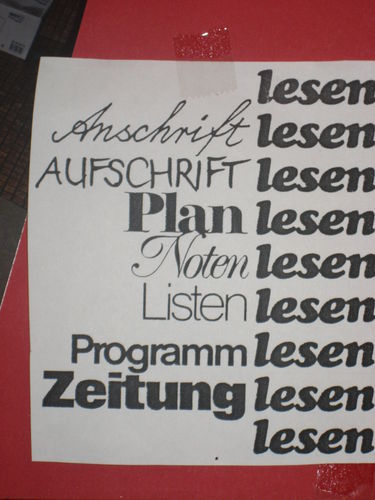 lesen
Anschrift lesen
AUFSCHRIFT lesen
Plan lesen
Noten lesen
Listen lesen
Programm lesen
Zeitung lesen
lesen